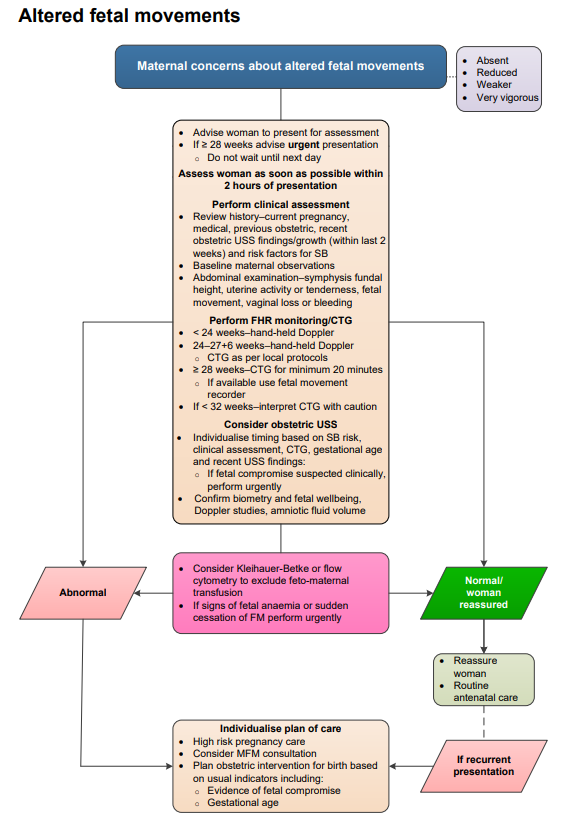 Altered fetal movements
Maternal concerns about altered fetal movements
• Absent
• Reduced
• Weaker
• Very vigorous
• Advise woman to present for assessment
• If ≥ 28 weeks advise urgent presentation
o Do not wait until next day
Assess woman as soon as possible within
2 hours of presentation
Perform clinical assessment
• Review history–current pregnancy,
medical, previous obstetric, recent
obstetric USS findings/growth (within last 2
weeks) and risk factors for SB
• Baseline maternal observations
• Abdominal examination–symphysis fundal
height, uterine activity or tenderness, fetal
movement, vaginal loss or bleeding
Perform FHR monitoring/CTG
• < 24 weeks–hand-held Doppler
• 24–27+6 weeks–hand-held Doppler
o CTG as per local protocols
• ≥ 28 weeks–CTG for minimum 20 minutes
o If available use fetal movement
recorder
• If < 32 weeks–interpret CTG with caution
Consider obstetric USS
• Individualise timing based on SB risk,
clinical assessment, CTG, gestational age
and recent USS findings:
o If fetal compromise suspected clinically,
perform urgently
• Confirm biometry and fetal wellbeing,
Doppler studies, amniotic fluid volume
• Consider Kleihauer-Betke or flow
cytometry to exclude feto-maternal
transfusion
• If signs of fetal anaemia or sudden
cessation of FM perform urgently
Abnormal
Normal/
woman
reassured
• Reassure
woman
• Routine
antenatal care
If recurrent
presentation
Individualise plan of care
• High risk pregnancy care
• Consider MFM consultation
• Plan obstetric intervention for birth based
on usual indicators including:
o Evidence of fetal compromise
o Gestational age